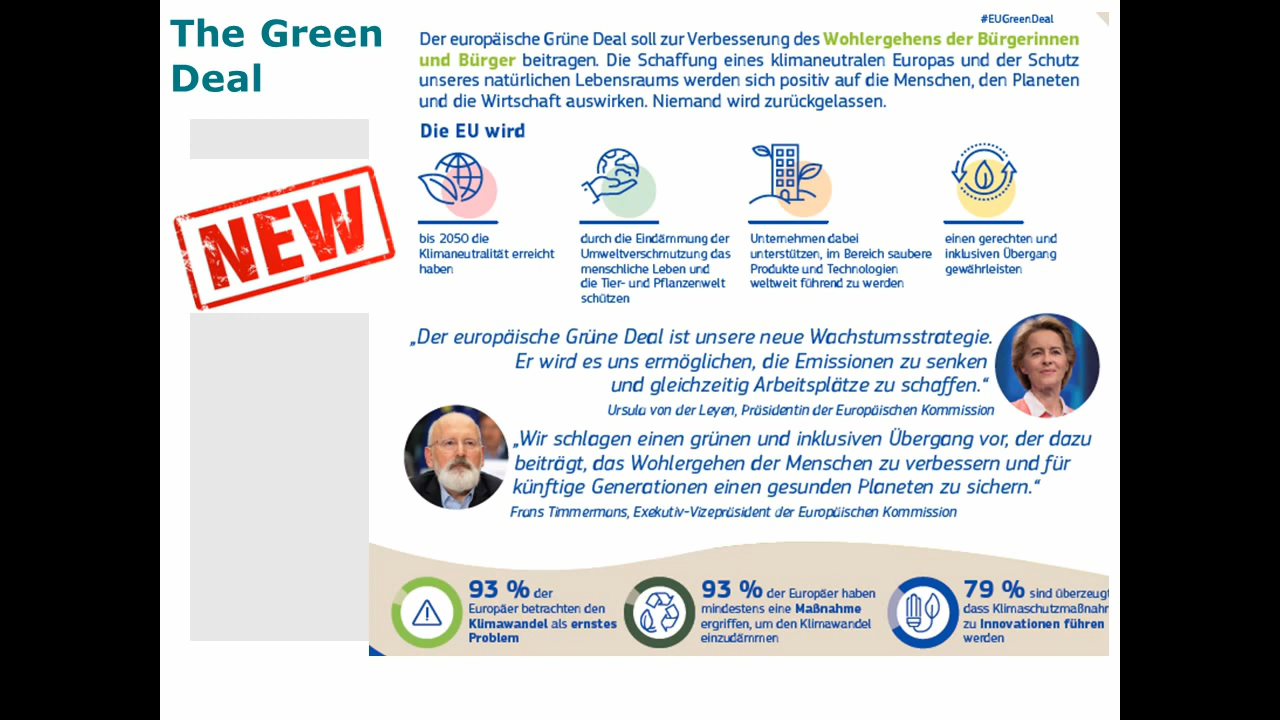 The Green
Deal
NEW
#EUGreenDeal
Der europäische Grüne Deal soll zur Verbesserung des Wohlergehens der Bürgerinnen
und Bürger beitragen. Die Schaffung eines klimaneutralen Europas und der Schutz
unseres natürlichen Lebensraums werden sich positiv auf die Menschen, den Planeten
und die Wirtschaft auswirken. Niemand wird zurückgelassen.
Die EU wird
bis 2050 die
Klimaneutralität erreicht
haben
durch die Eindämmung der
Umweltverschmutzung das
menschliche Leben und
die Tier- und Pflanzenwelt
schützen
Unternehmen dabei
unterstützen, im Bereich saubere
Produkte und Technologien
weltweit führend zu werden
einen gerechten und
inklusiven Übergang
gewährleisten
„Der europäische Grüne Deal ist unsere neue Wachstumsstrategie.
Er wird es uns ermöglichen, die Emissionen zu senken
und gleichzeitig Arbeitsplätze zu schaffen.“
Ursula von der Leyen, Präsidentin der Europäischen Kommission
„Wir schlagen einen grünen und inklusiven Übergang vor, der dazu
beiträgt, das Wohlergehen der Menschen zu verbessern und für
künftige Generationen einen gesunden Planeten zu sichern.“
Frans Timmermans, Exekutiv-Vizepräsident der Europäischen Kommission
93 % der
Europäer betrachten den
Klimawandel als ernstes
Problem
93 % der Europäer haben
mindestens eine Maßnahme
ergriffen, um den Klimawandel
einzudämmen
79 % sind überzeugt
dass Klimaschutzmaßnahr
zu Innovationen führen
werden